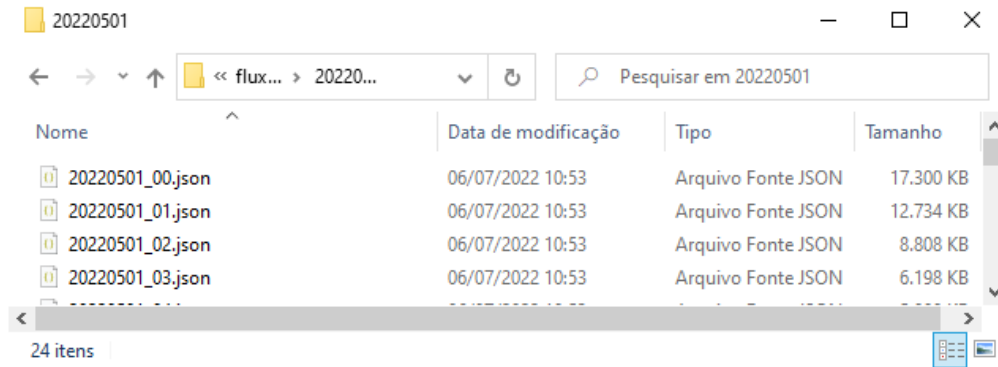 20220501
« flux... › 20220...
Pesquisar em 20220501
Nome Data de modificação Tipo Tamanho
20220501_00.json 06/07/2022 10:53 Arquivo Fonte JSON 17.300 KB
20220501_01.json 06/07/2022 10:53 Arquivo Fonte JSON 12.734 KB
20220501_02.json 06/07/2022 10:53 Arquivo Fonte JSON 8.808 KB
20220501_03.json 06/07/2022 10:53 Arquivo Fonte JSON 6.198 KB
24 itens